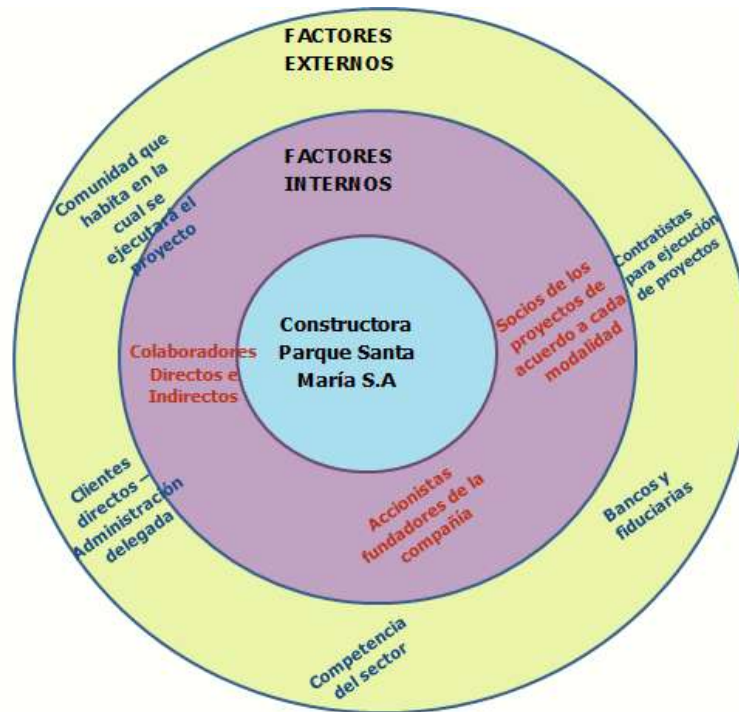 FACTORES
EXTERNOS
Comunidad que
habita en la
cual se
ejecutará el
proyecto
FACTORES
INTERNOS
Contratistas
para ejecución
de proyectos
Socios de los
proyectos de
acuerdo a cada
modalidad
Constructora
Parque Santa
María S.A
Colaboradores
Directos e
Indirectos
Accionistas
fundadores de la
compañía
Clientes
directos –
Administración
delegada
Bancos y
fiduciarias
Competencia
del sector